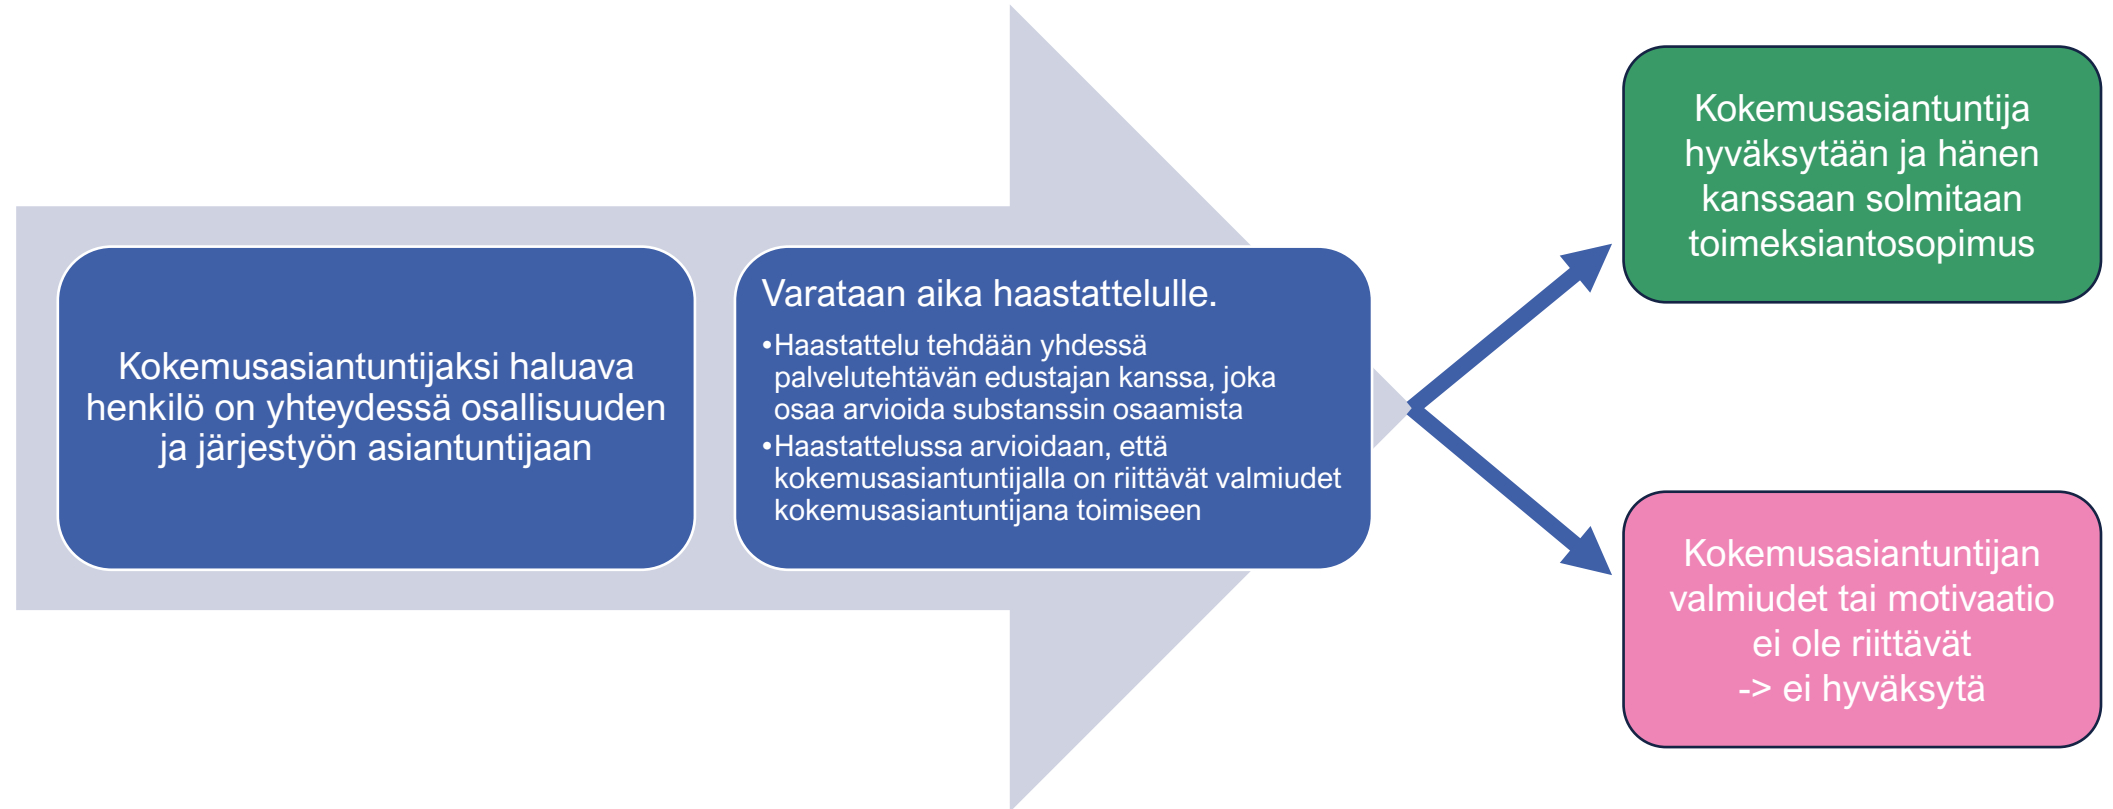 Kokemusasiantuntijaksi haluava
henkilö on yhteydessä osallisuuden
ja järjestyön asiantuntijaan
Varataan aika haastattelulle.
•Haastattelu tehdään yhdessä
palvelutehtävän edustajan kanssa, joka
osaa arvioida substanssin osaamista
•Haastattelussa arvioidaan, että
kokemusasiantuntijalla on riittävät valmiudet
kokemusasiantuntijana toimiseen
Kokemusasiantuntija
hyväksytään ja hänen
kanssaan solmitaan
toimeksiantosopimus
Kokemusasiantuntijan
valmiudet tai motivaatio
ei ole riittävät
-> ei hyväksytä